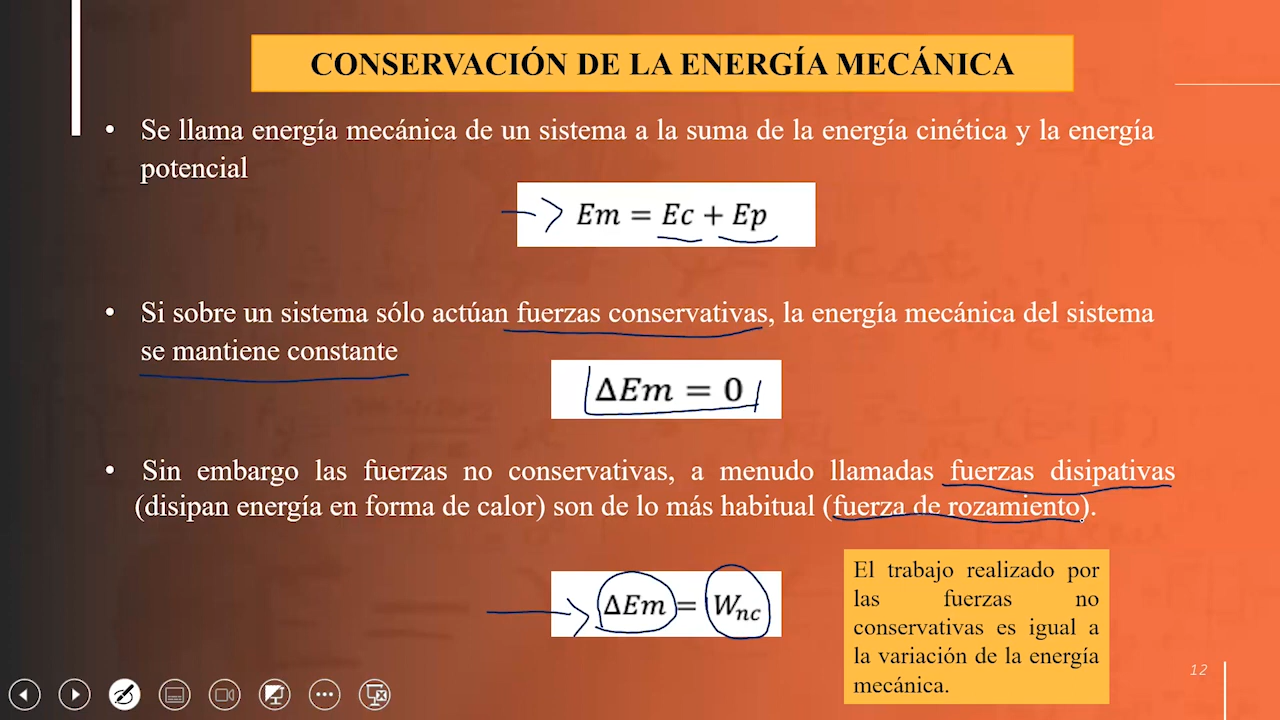 CONSERVACIÓN DE LA ENERGÍA MECÁNICA
• Se llama energía mecánica de un sistema a la suma de la energía cinética y la energía
potencial
Em = Ec + Ep
• Si sobre un sistema sólo actúan fuerzas conservativas, la energía mecánica del sistema
se mantiene constante
ΔEm = 0
• Sin embargo las fuerzas no conservativas, a menudo llamadas fuerzas disipativas
(disipan energía en forma de calor) son de lo más habitual (fuerza de rozamiento).
ΔEm = Wnc
El trabajo realizado por
las fuerzas no
conservativas es igual a
la variación de la energía
mecánica.
12